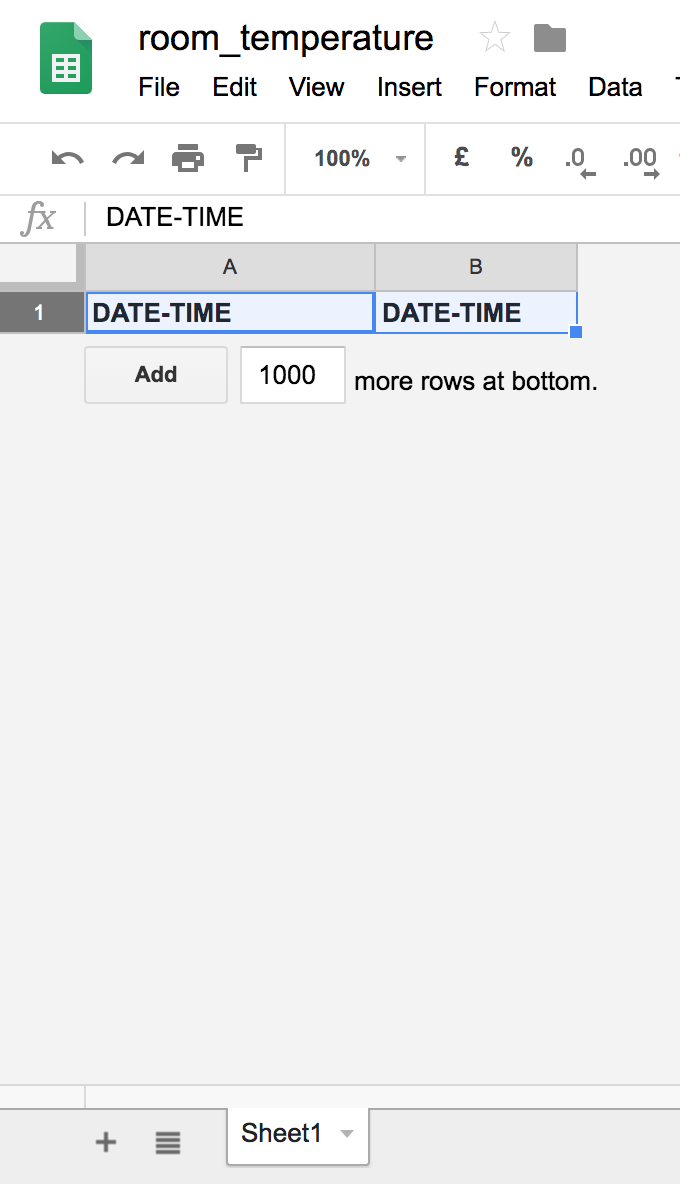 room_temperature
File Edit View Insert Format Data
100% £ % .0 .00
fx DATE-TIME
A B
1 DATE-TIME DATE-TIME
Add 1000 more rows at bottom.
Sheet1